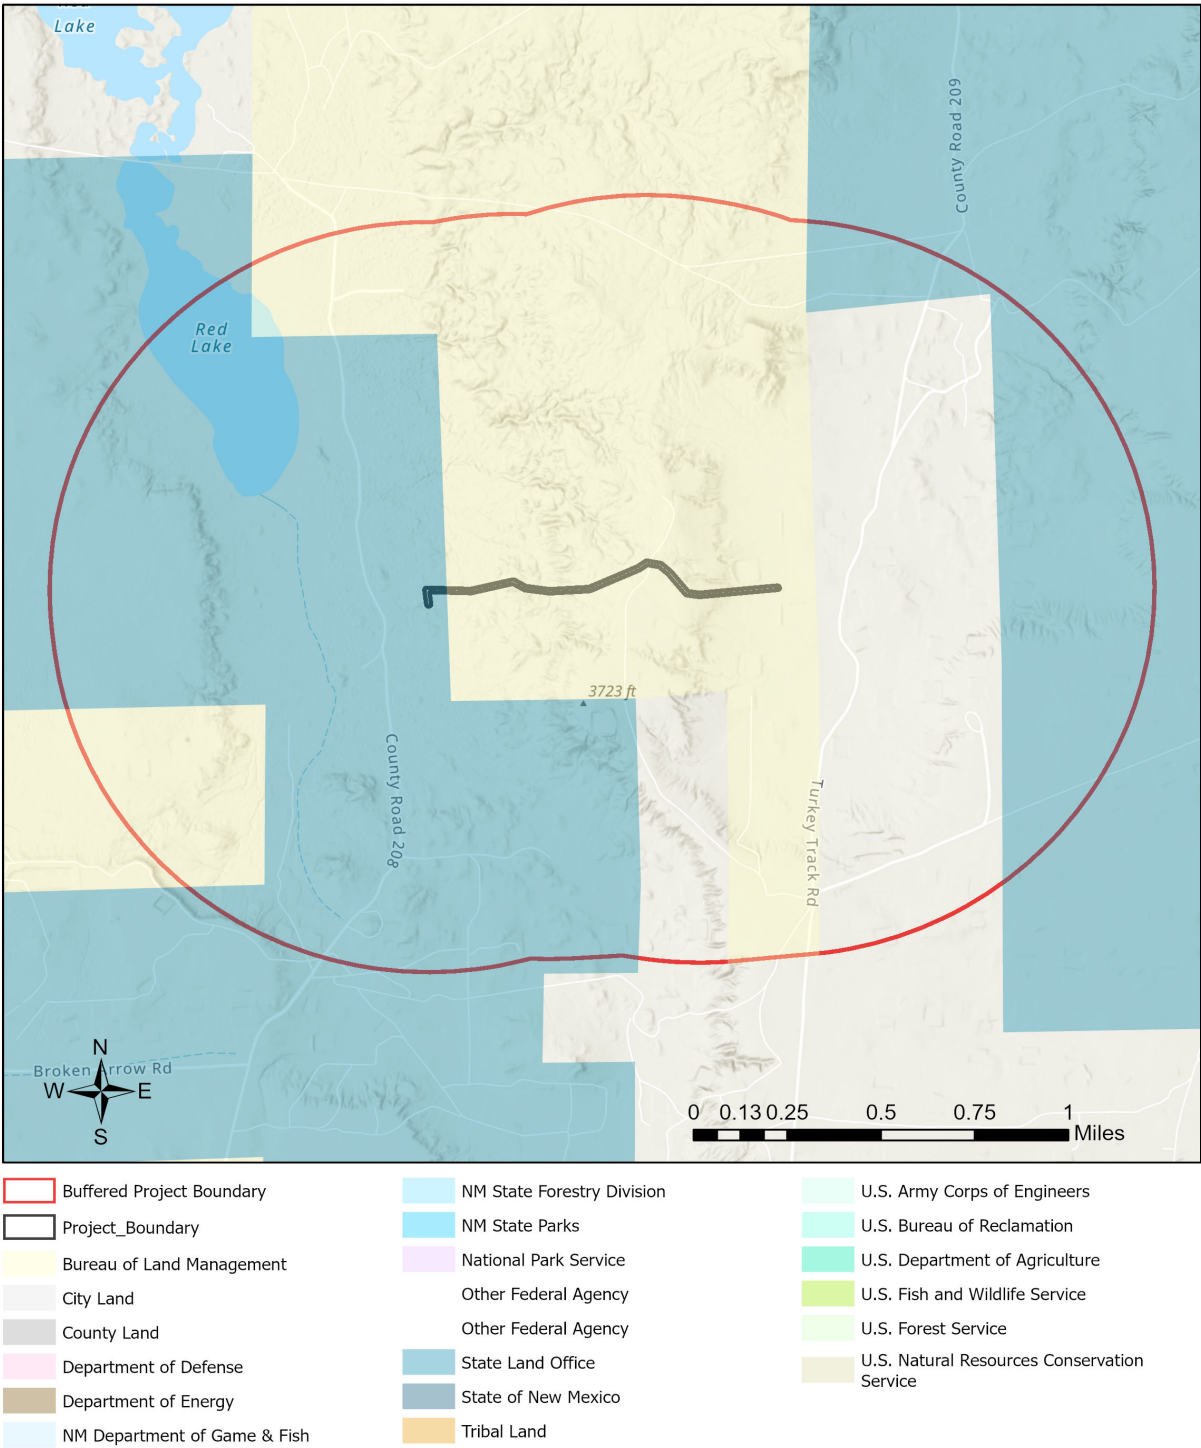 Lake
County Road 209
Red
Lake
3723 ft
County Road 208
Turkey Track Rd
N
Broken Arrow Rd
W
E
S
0 0.13 0.25 0.5 0.75 1
Miles
Buffered Project Boundary
Project_Boundary
Bureau of Land Management
City Land
County Land
Department of Defense
Department of Energy
NM Department of Game & Fish
NM State Forestry Division
NM State Parks
National Park Service
Other Federal Agency
Other Federal Agency
State Land Office
State of New Mexico
Tribal Land
U.S. Army Corps of Engineers
U.S. Bureau of Reclamation
U.S. Department of Agriculture
U.S. Fish and Wildlife Service
U.S. Forest Service
U.S. Natural Resources Conservation
Service